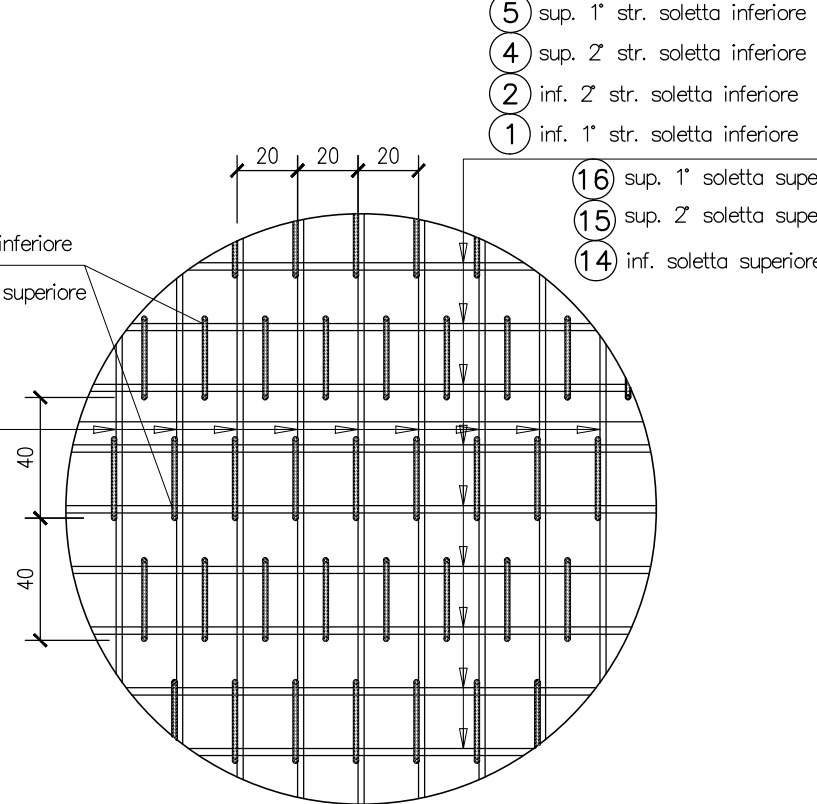 5 sup. 1° str. soletta inferiore
4 sup. 2° str. soletta inferiore
2 inf. 2° str. soletta inferiore
1 inf. 1° str. soletta inferiore
20 20 20
16 sup. 1° soletta supe
15 sup. 2° soletta supe
14 inf. soletta superiore
inferiore
superiore
40
40